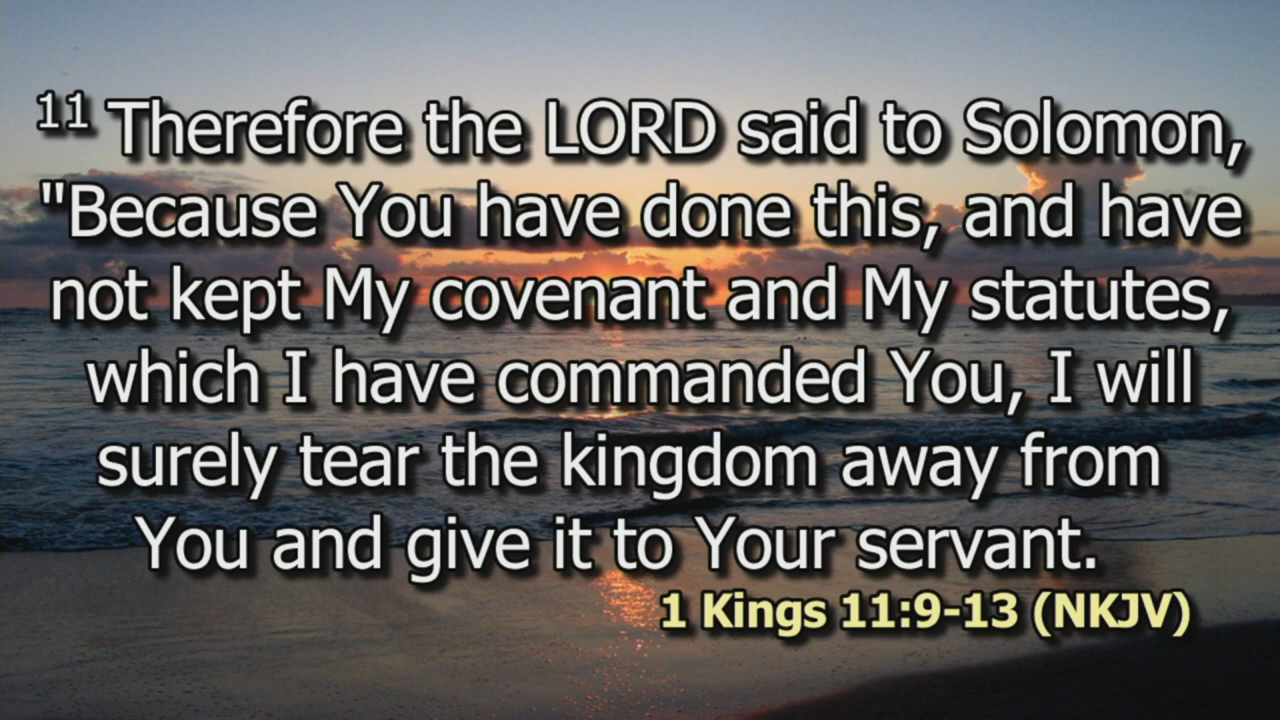 11 Therefore the LORD said to Solomon,
"Because You have done this, and have
not kept My covenant and My statutes,
which I have commanded You, I will
surely tear the kingdom away from
You and give it to Your servant.
1 Kings 11:9-13 (NKJV)